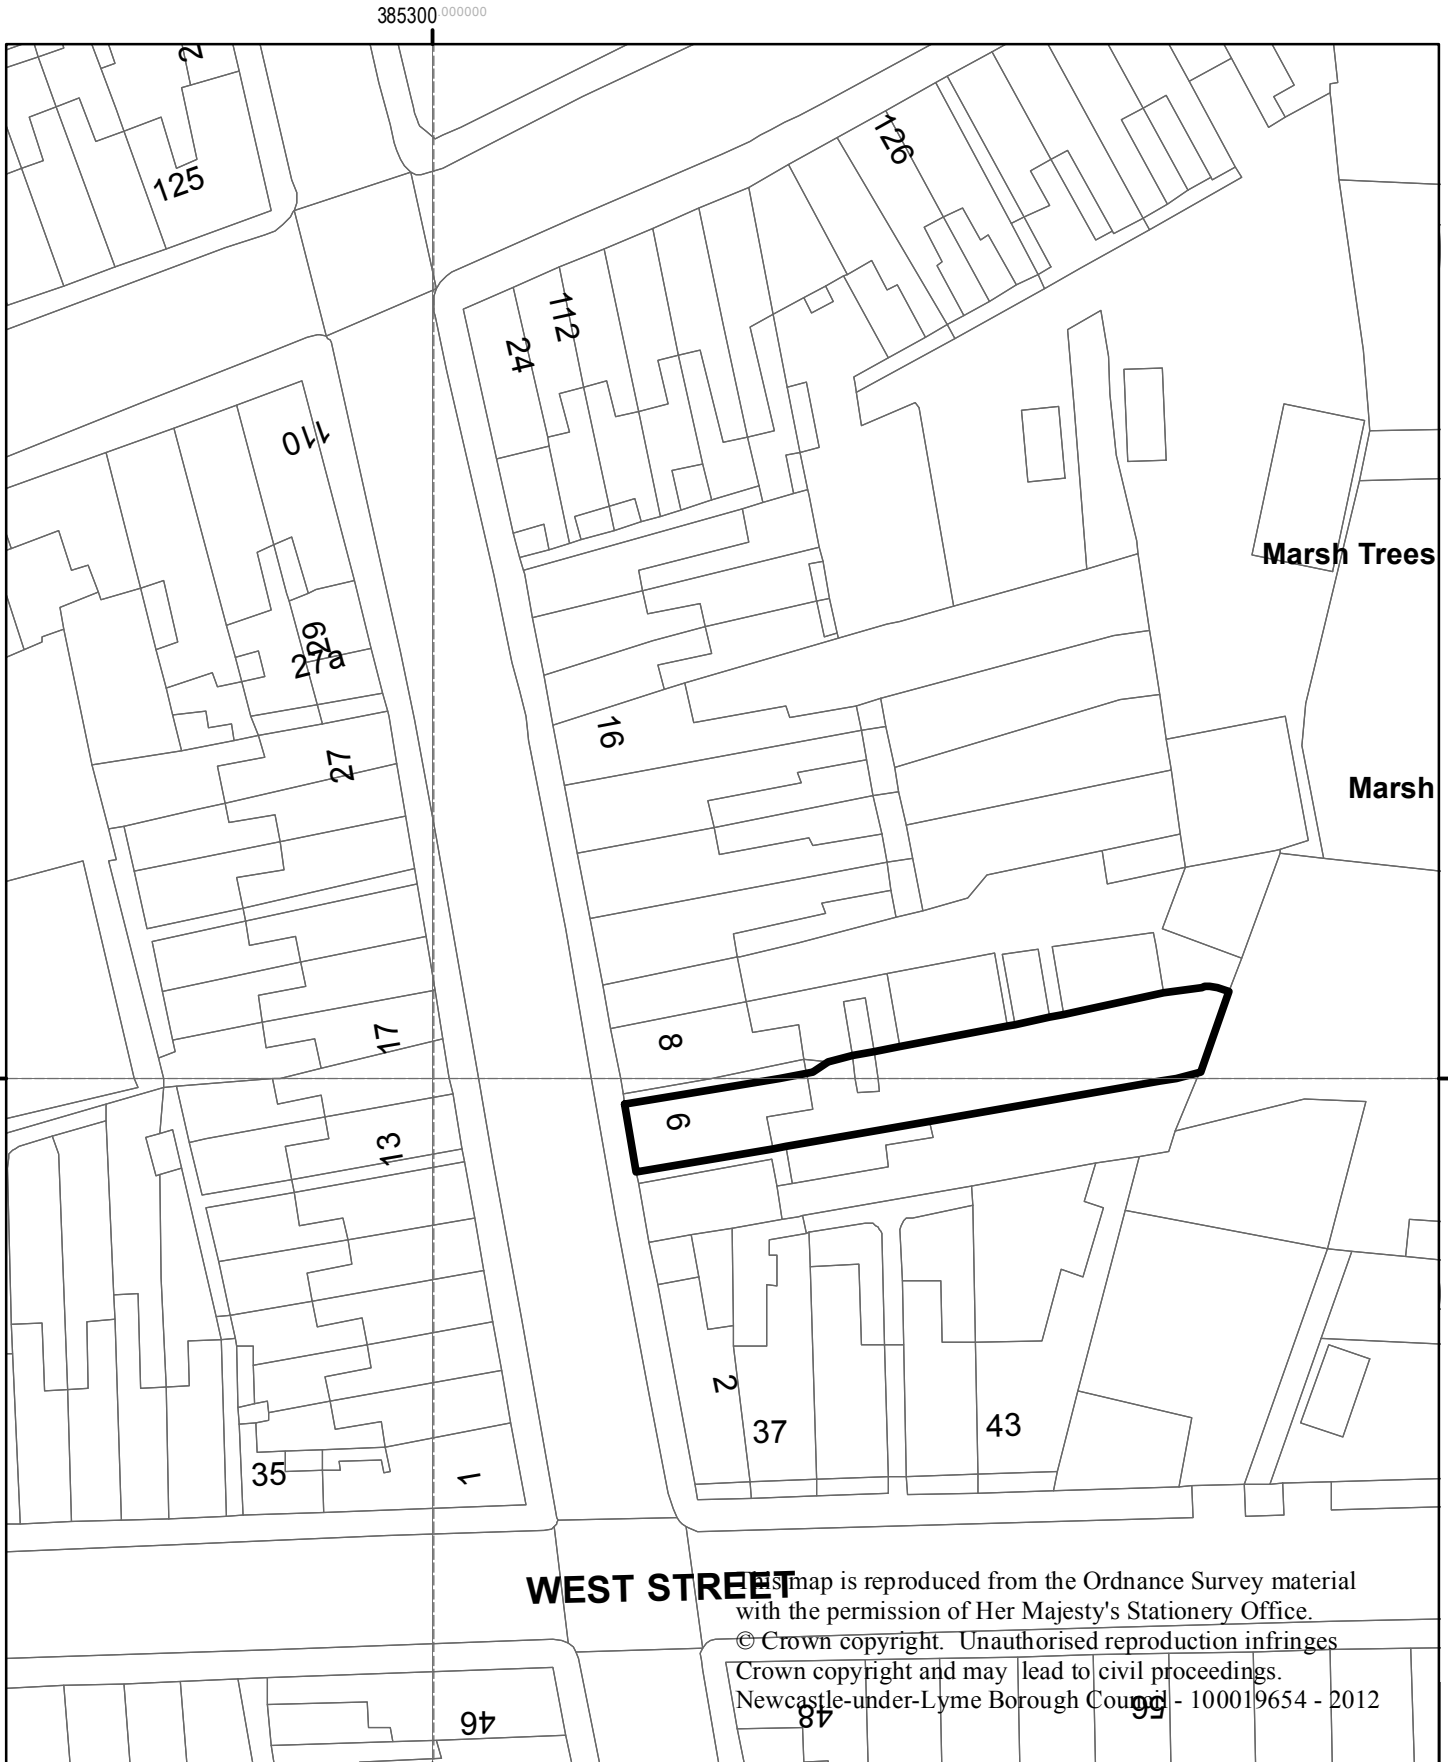 385300.000000
2
125
126
112
24
110
29
27a
Marsh Trees
16
27
Marsh
8
17
6
13
2
37
43
35
1
WEST STREET
This map is reproduced from the Ordnance Survey material
with the permission of Her Majesty's Stationery Office.
© Crown copyright. Unauthorised reproduction infringes
Crown copyright and may lead to civil proceedings.
Newcastle-under-Lyme Borough Council - 100019654 - 2012
46
48
56